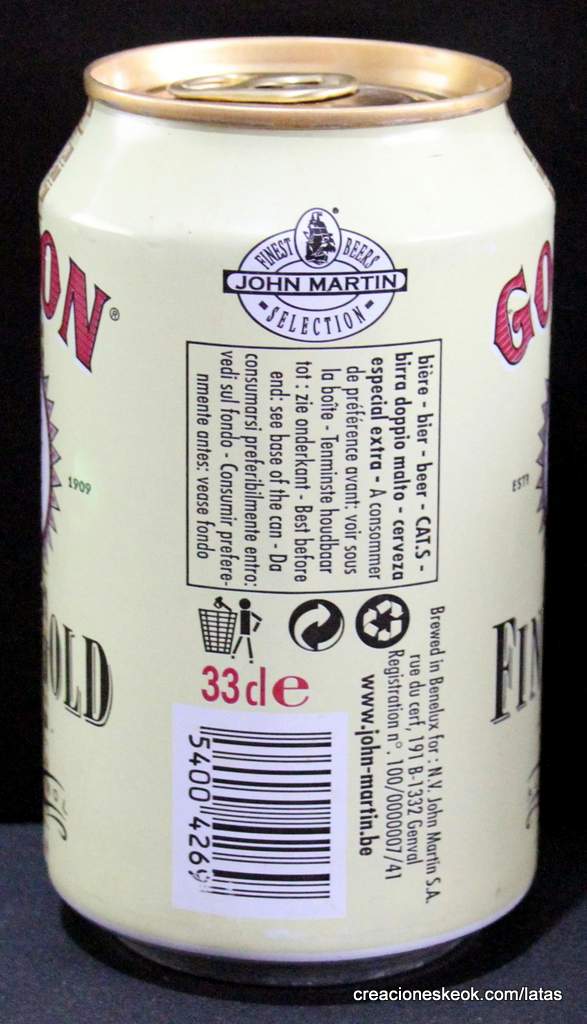 FINEST BEERS
®
JOHN MARTIN
SELECTION
ON®
GO
1909
OLD
FIN
bière - bier - beer - CAT.S -
birra doppio malto - cerveza
especial extra - A consommer
de préférence avant: voir sous
la boîte - Tenminste houdbaar
tot : zie onderkant - Best before
end: see base of the can - Da
consumarsi preferibilmente entro:
vedi sul fondo - Consumir prefere-
nmente antes: vease fondo
Brewed in Benelux for : N.V. John Martin S.A.
rue du cerf, 191 B-1332 Genval
Registration n°. 100/0000007/41
www.john-martin.be
33 cl e
5400 4269
creacioneskeok.com/latas